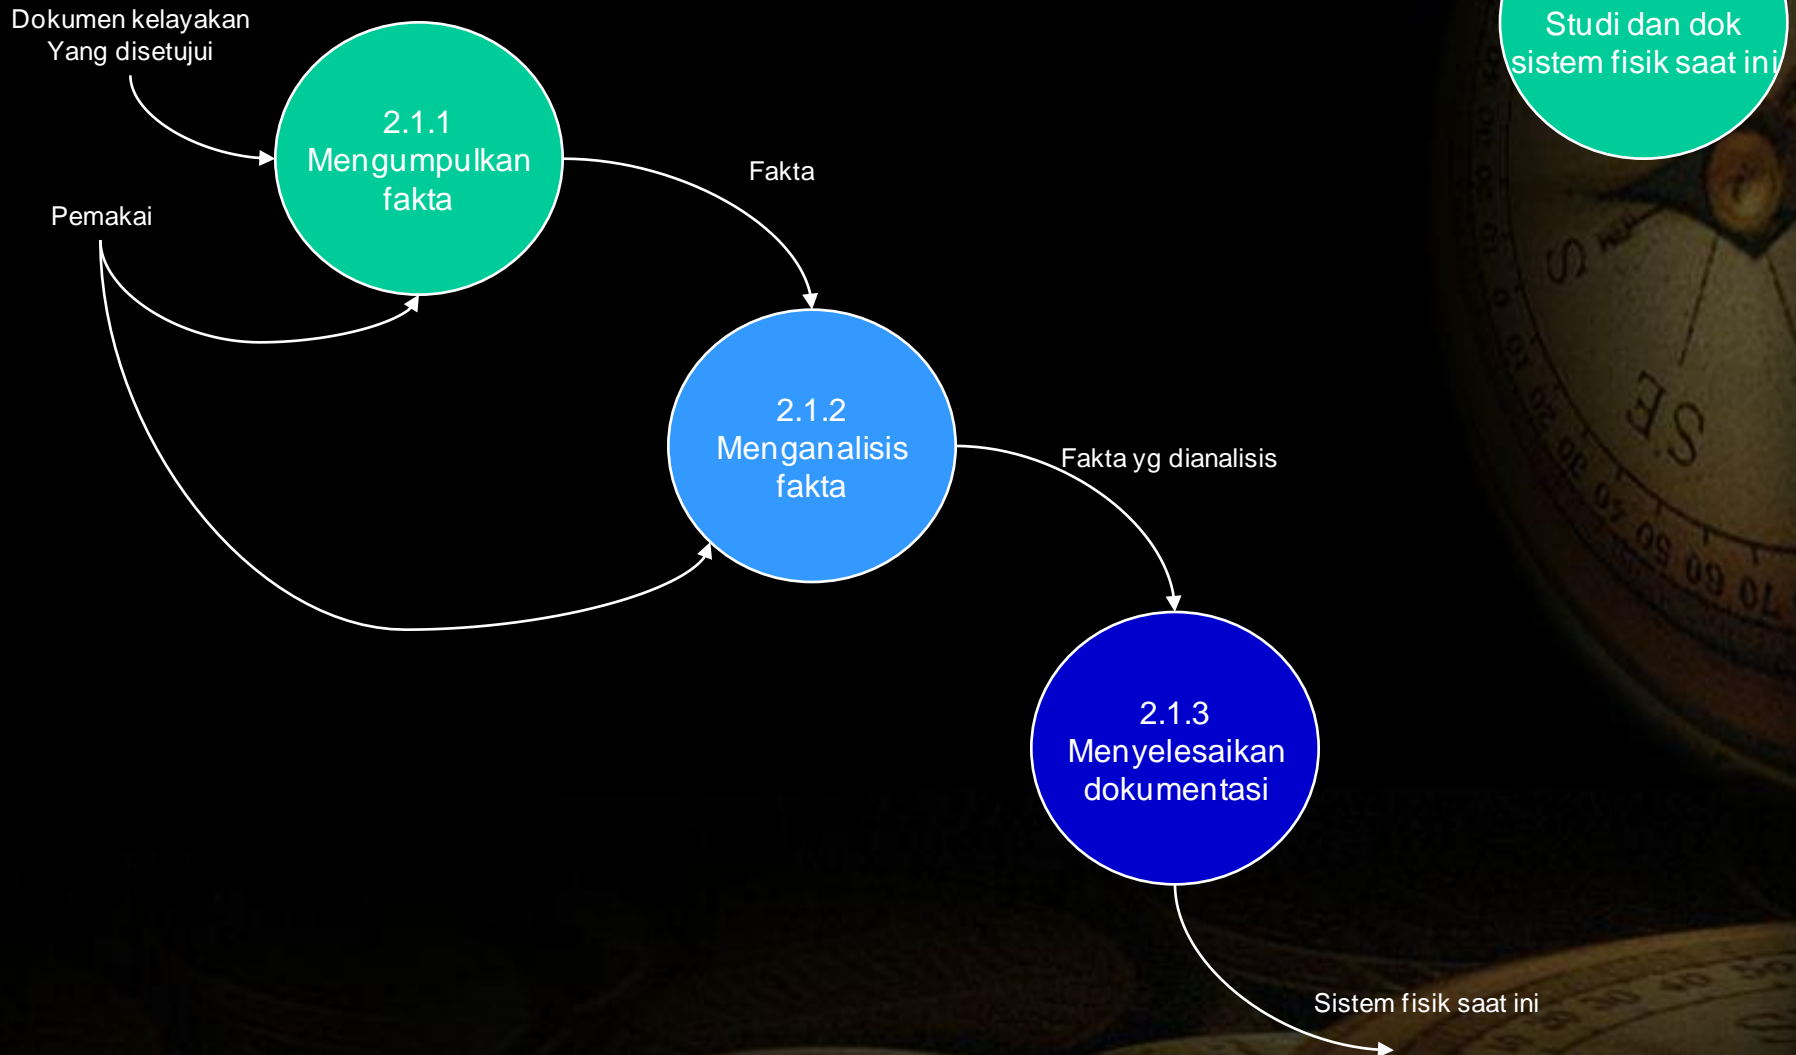 Dokumen kelayakan
Yang disetujui
Studi dan dok
sistem fisik saat ini
2.1.1
Mengumpulkan
fakta
Fakta
Pemakai
2.1.2
Menganalisis
fakta
Fakta yg dianalisis
2.1.3
Menyelesaikan
dokumentasi
Sistem fisik saat ini
S
SE